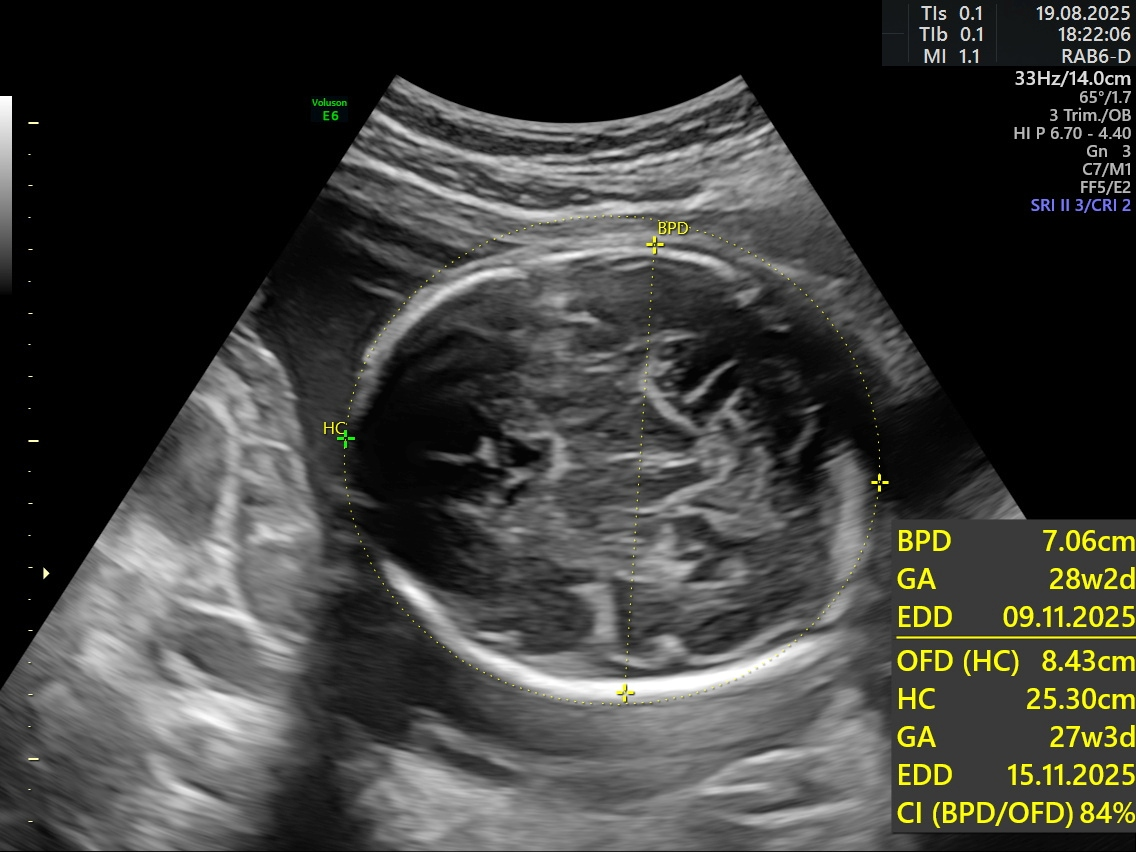 TIs 0.1 19.08.2025
TIb 0.1 18:22:06
MI 1.1 RAB6-D
33Hz/14.0cm
65°/1.7
3 Trim./OB
HI P 6.70 - 4.40
Gn 3
C7/M1
FF5/E2
SRI II 3/CRI 2
Voluson
E6
BPD
HC
BPD 7.06cm
GA 28w2d
EDD 09.11.2025
OFD (HC) 8.43cm
HC 25.30cm
GA 27w3d
EDD 15.11.2025
CI (BPD/OFD) 84%